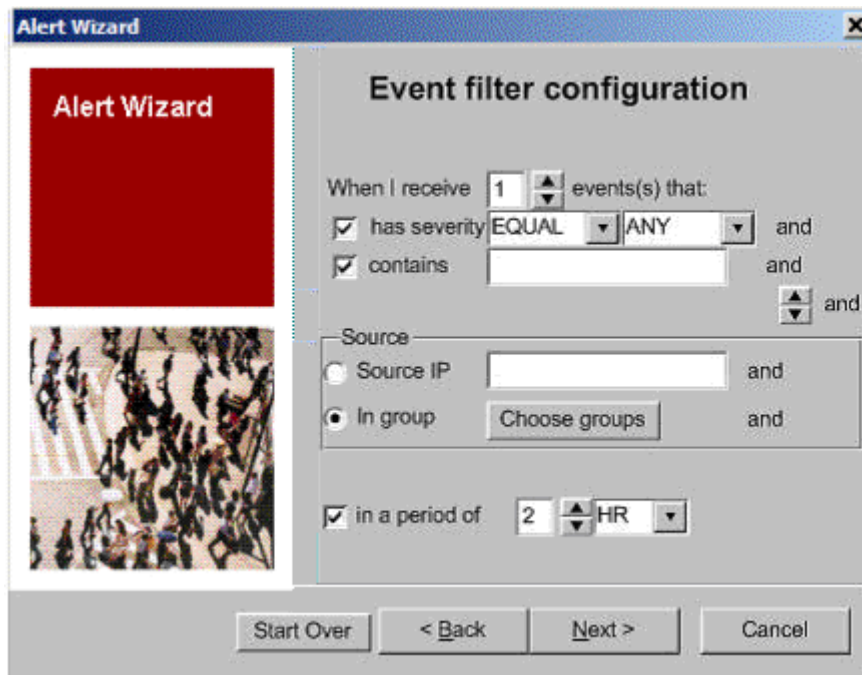 Alert Wizard
Alert Wizard
Event filter configuration
When I receive 1 events(s) that:
has severity EQUAL ANY and
contains and
and
Source
Source IP and
In group Choose groups and
in a period of 2 HR
Start Over < Back Next > Cancel